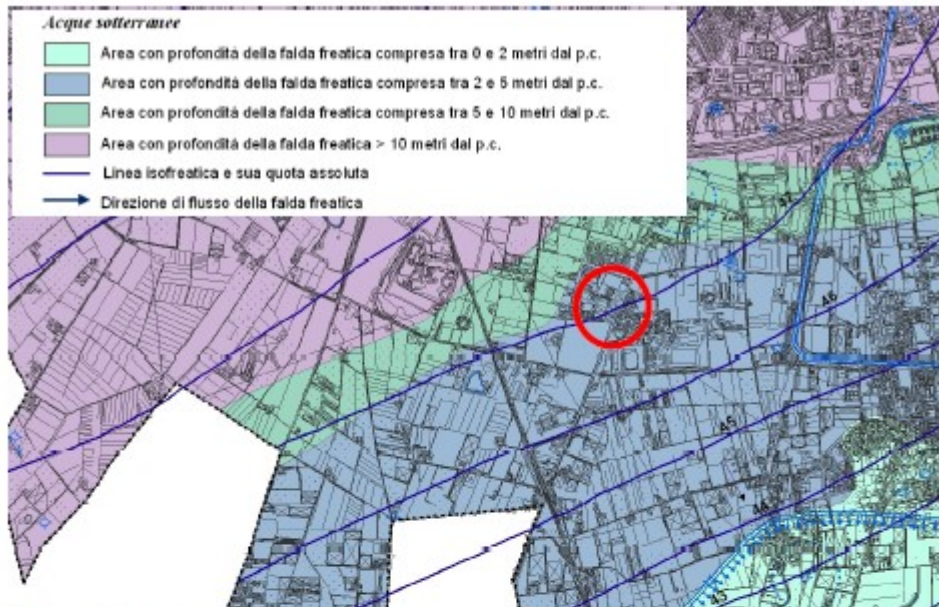 Acque sotterranee
Area con profondità della falda freatica compresa tra 0 e 2 metri dal p.c.
Area con profondità della falda freatica compresa tra 2 e 5 metri dal p.c.
Area con profondità della falda freatica compresa tra 5 e 10 metri dal p.c.
Area con profondità della falda freatica > 10 metri dal p.c.
Linea isofreatica e sua quota assoluta
Direzione di flusso della falda freatica
47
46
45
44
43